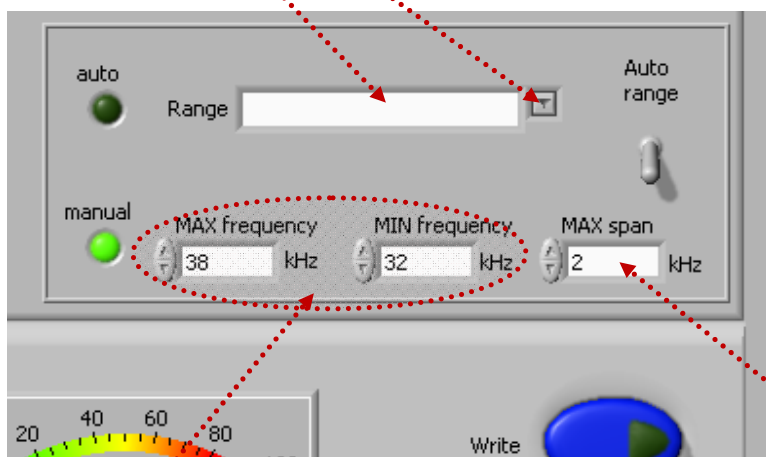 auto
Auto
range
Range
manual
MAX frequency
MIN frequency
MAX span
38 kHz
32 kHz
2 kHz
20 40 60 80
Write